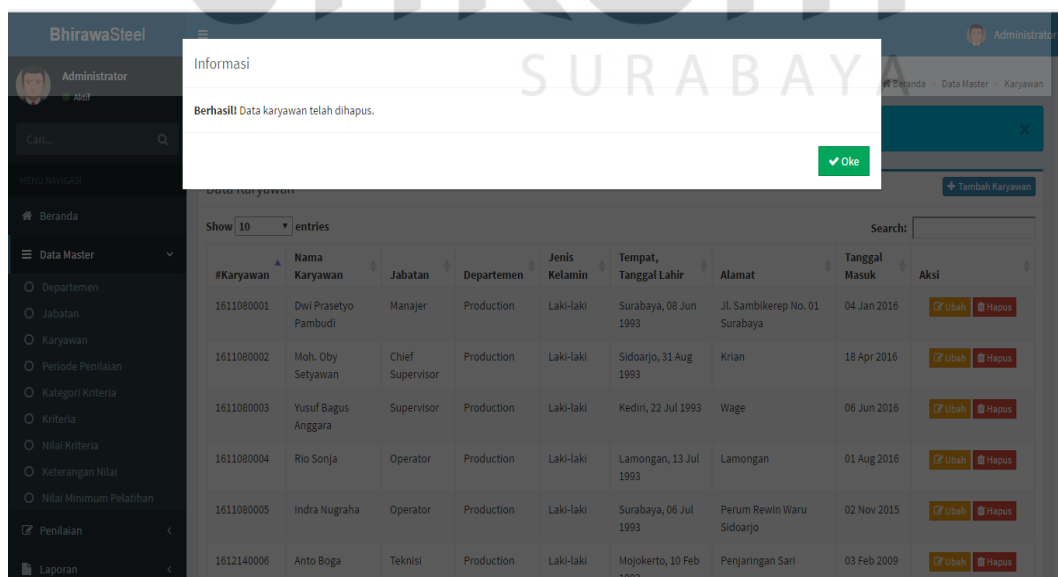 SURABAYA
BhirawaSteel
Administrator
Administrator
Aktif
Cari...
MENU NAVIGASI
Beranda
Data Master
Departemen
Jabatan
Karyawan
Periode Penilaian
Kategori Kriteria
Kriteria
Nilai Kriteria
Keterangan Nilai
Nilai Minimum Pelatihan
Penilaian
Laporan
Informasi
Berhasil! Data karyawan telah dihapus.
Oke
Beranda > Data Master > Karyawan
Data Karyawan
Tambah Karyawan
Show 10 entries
Search:
#Karyawan Nama Karyawan Jabatan Departemen Jenis Kelamin Tempat, Tanggal Lahir Alamat Tanggal Masuk Aksi
1611080001 Dwi Prasetyo Pambudi Manajer Production Laki-laki Surabaya, 08 Jun 1993 Jl. Sambikerep No. 01 Surabaya 04 Jan 2016 Ubah Hapus
1611080002 Moh. Oby Setyawan Chief Supervisor Production Laki-laki Sidoarjo, 31 Aug 1993 Krian 18 Apr 2016 Ubah Hapus
1611080003 Yusuf Bagus Anggara Supervisor Production Laki-laki Kediri, 22 Jul 1993 Wage 06 Jun 2016 Ubah Hapus
1611080004 Rio Sonja Operator Production Laki-laki Lamongan, 13 Jul 1993 Lamongan 01 Aug 2016 Ubah Hapus
1611080005 Indra Nugraha Operator Production Laki-laki Surabaya, 06 Jul 1993 Perum Rewin Waru Sidoarjo 02 Nov 2015 Ubah Hapus
1612140006 Anto Boga Teknisi Production Laki-laki Mojokerto, 10 Feb Penjaringan Sari 03 Feb 2009 Ubah Hapus